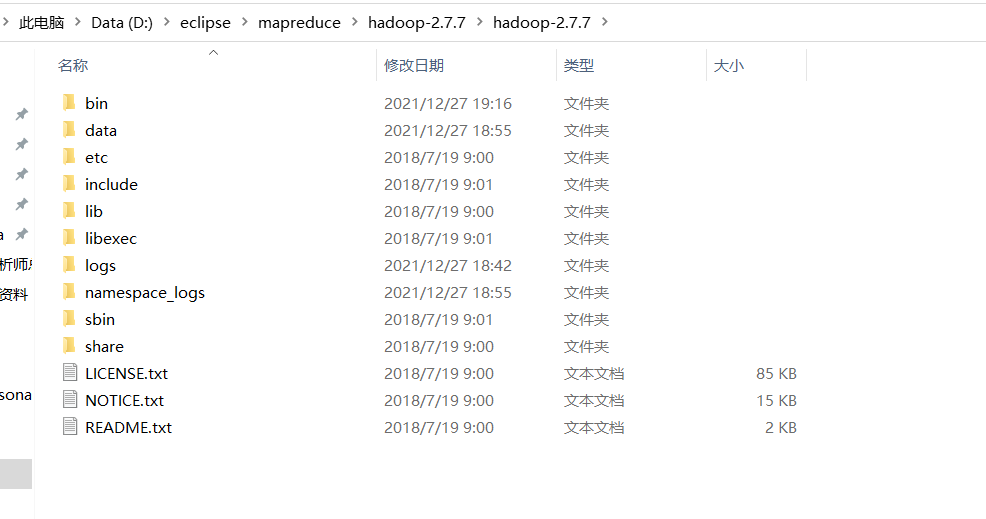 此电脑 > Data (D:) > eclipse > mapreduce > hadoop-2.7.7 > hadoop-2.7.7 >
名称 修改日期 类型 大小
bin 2021/12/27 19:16 文件夹
data 2021/12/27 18:55 文件夹
etc 2018/7/19 9:00 文件夹
include 2018/7/19 9:01 文件夹
lib 2018/7/19 9:00 文件夹
a libexec 2018/7/19 9:01 文件夹
析师 logs 2021/12/27 18:42 文件夹
资料 namespace_logs 2021/12/27 18:55 文件夹
sbin 2018/7/19 9:01 文件夹
share 2018/7/19 9:00 文件夹
LICENSE.txt 2018/7/19 9:00 文本文档 85 KB
sona NOTICE.txt 2018/7/19 9:00 文本文档 15 KB
README.txt 2018/7/19 9:00 文本文档 2 KB